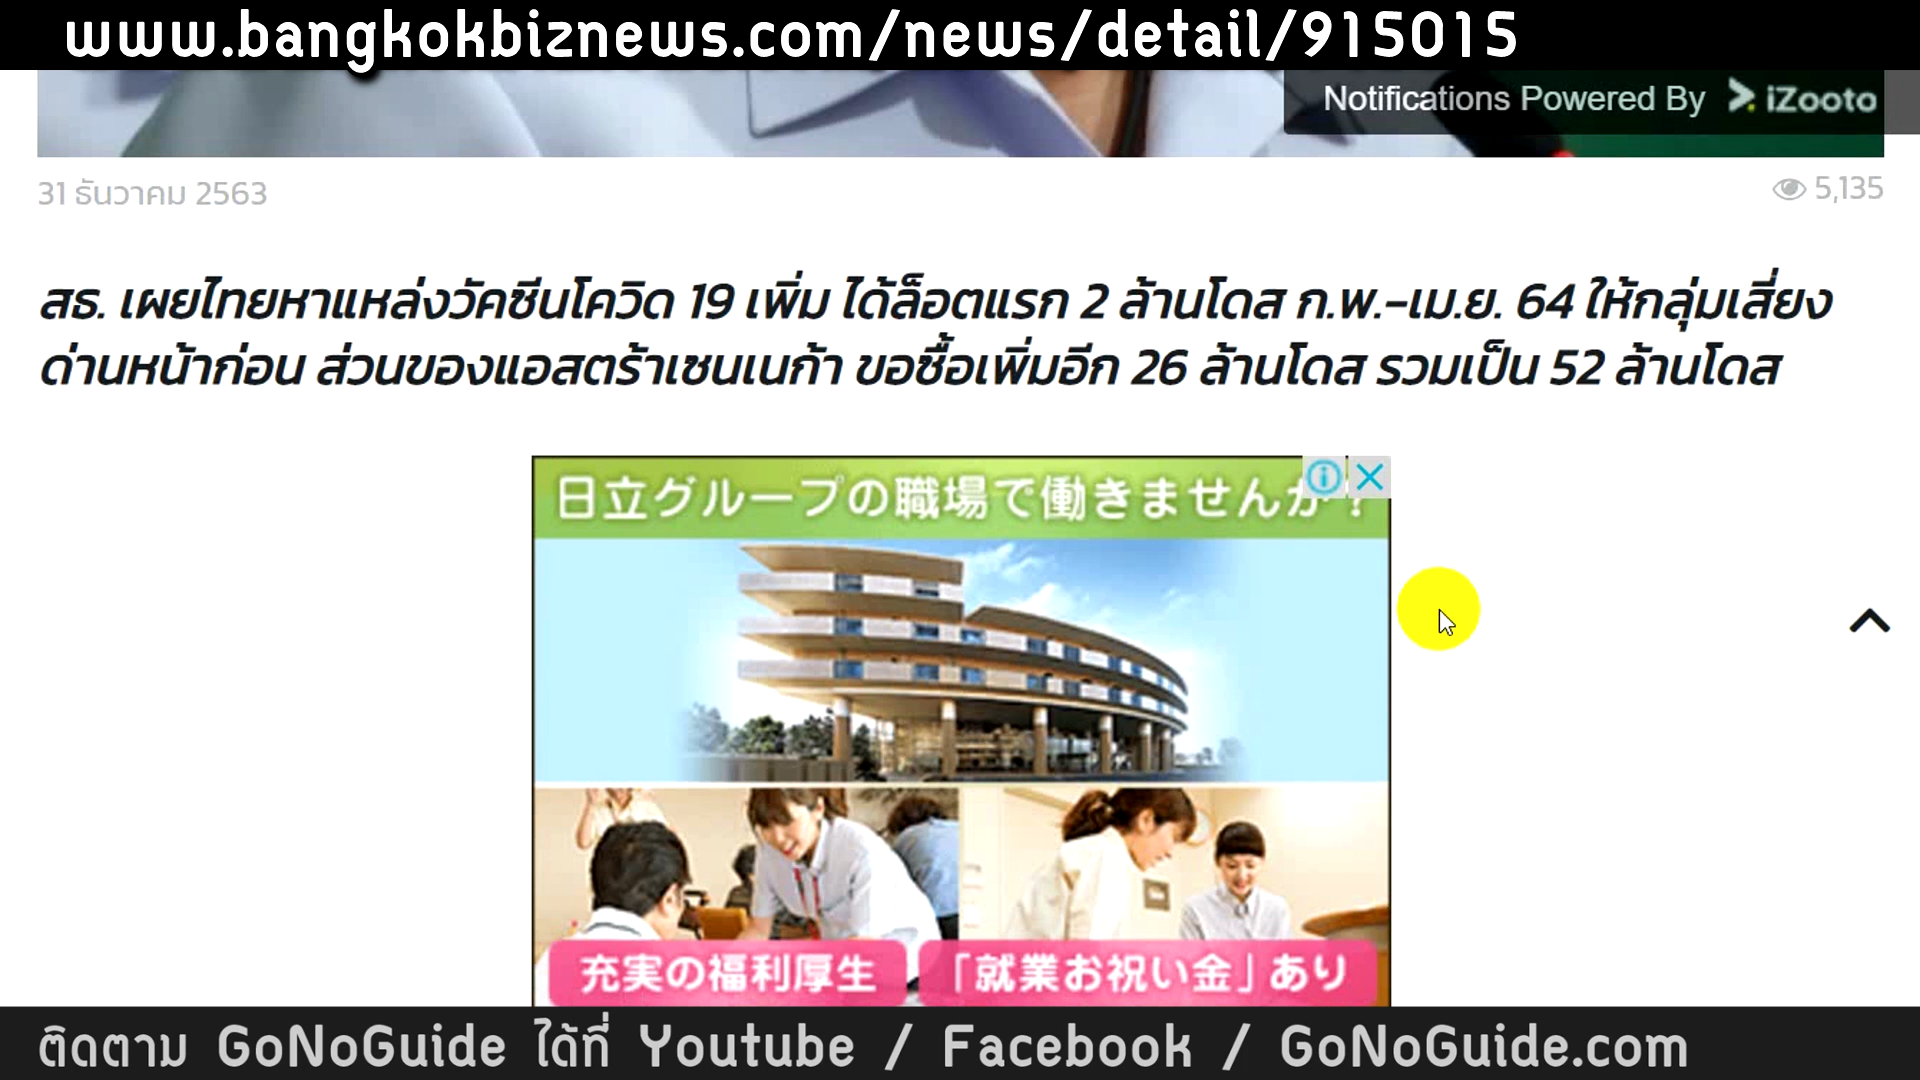 www.bangkokbiznews.com/news/detail/915015
Notifications Powered By iZooto
31 ธันวาคม 2563
5,135
สธ. เผยไทยหาแหล่งวัคซีนโควิด 19 เพิ่ม ได้ล็อตแรก 2 ล้านโดส ก.พ.-เม.ย. 64 ให้กลุ่มเสี่ยง
ด่านหน้าก่อน ส่วนของแอสตร้าเซนเนก้า ขอซื้อเพิ่มอีก 26 ล้านโดส รวมเป็น 52 ล้านโดส
日立グループの職場で働きませんか？
充実の福利厚生
「就業お祝い金」あり
ติดตาม GoNoGuide ได้ที่ Youtube / Facebook / GoNoGuide.com